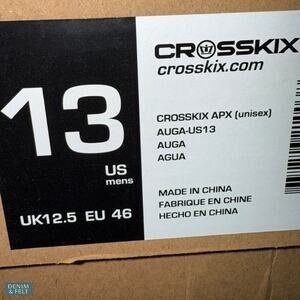 CROSSKIX
crosskix.com
13
US
mens
UK12.5 EU 46
CROSSKIX APX (unisex)
AUGA-US13
AUGA
AGUA
MADE IN CHINA
FABRIQUE EN CHINE
HECHO EN CHINA
DENIM
& FELT